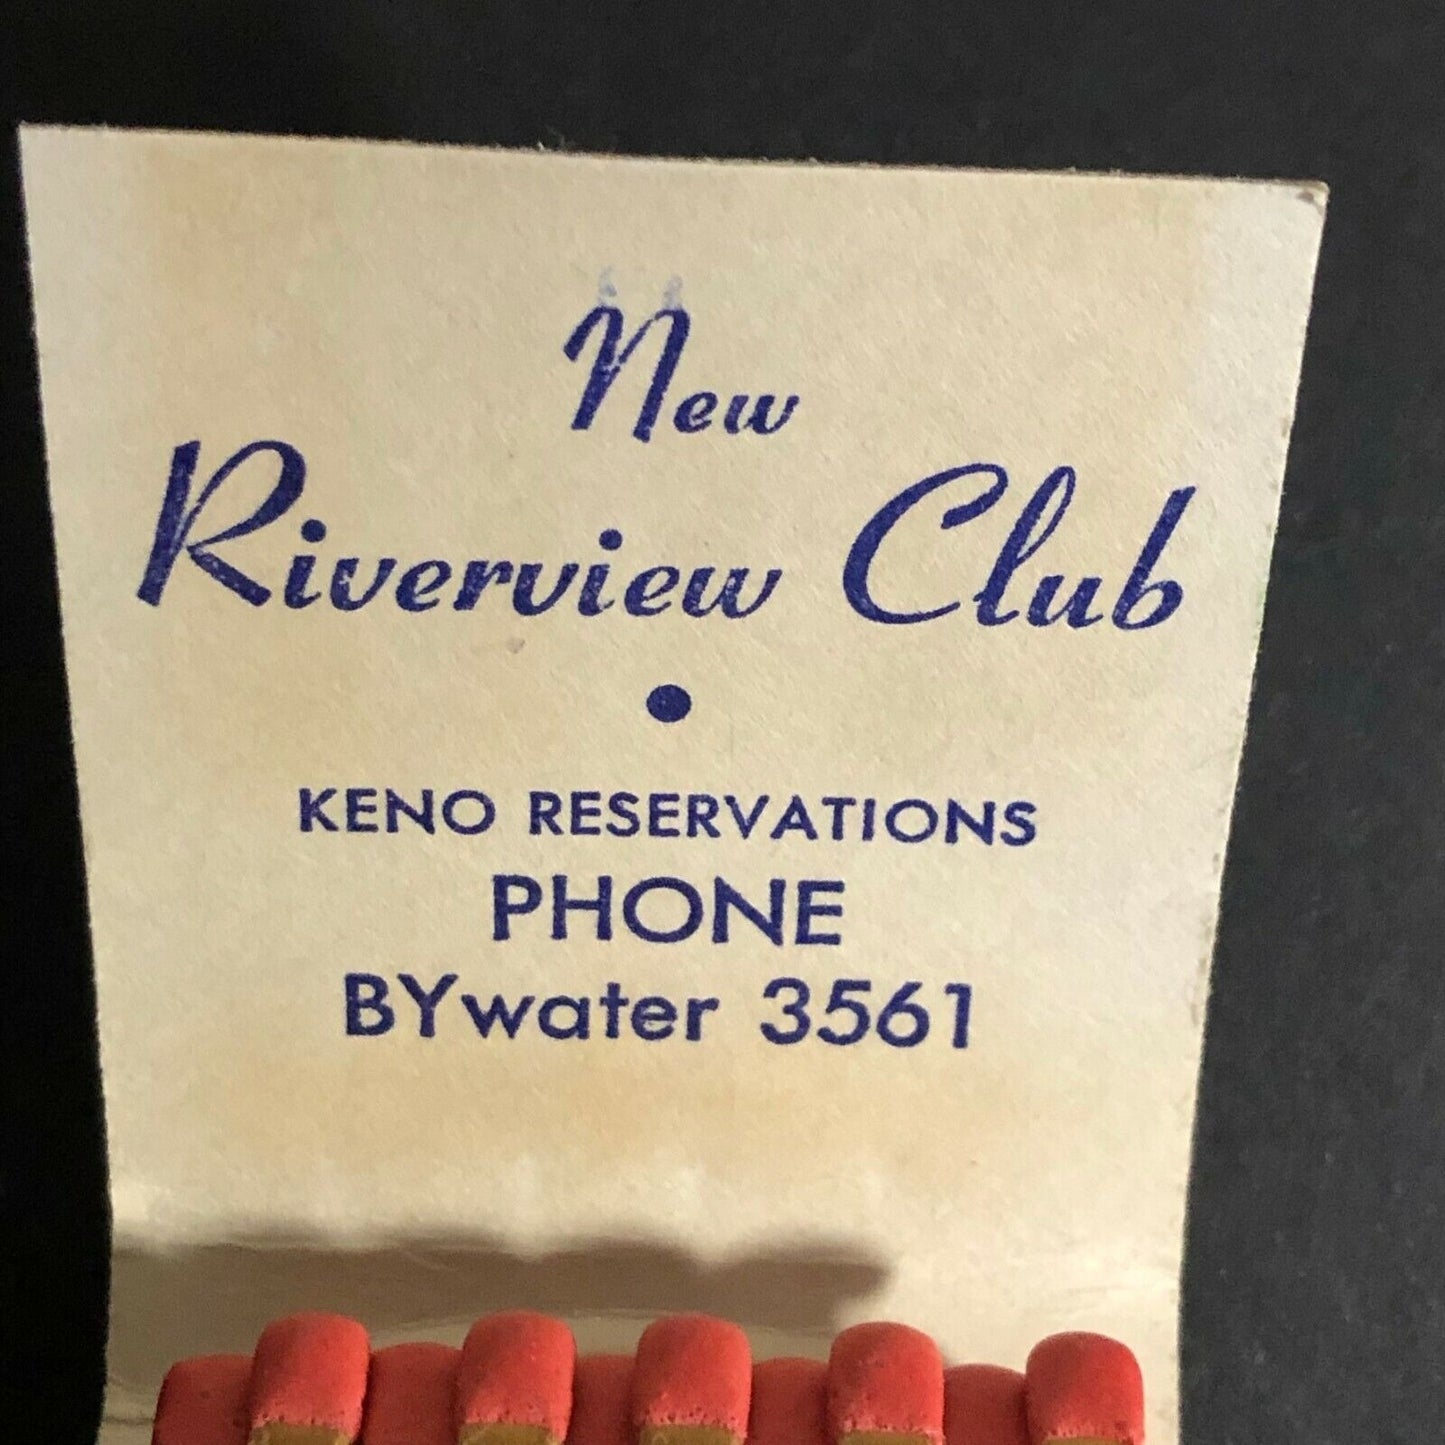 New
Riverview Club
•
KENO RESERVATIONS
PHONE
BYwater 3561